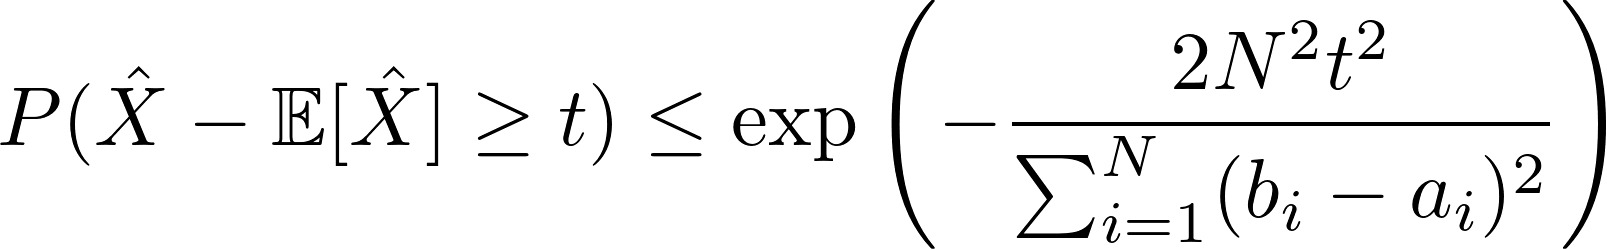 P(\hat{X} - \mathbb{E}[\hat{X}] \geq t) \leq \exp\left(-\frac{2N^2t^2}{\sum_{i=1}^{N}(b_i - a_i)^2}\right)